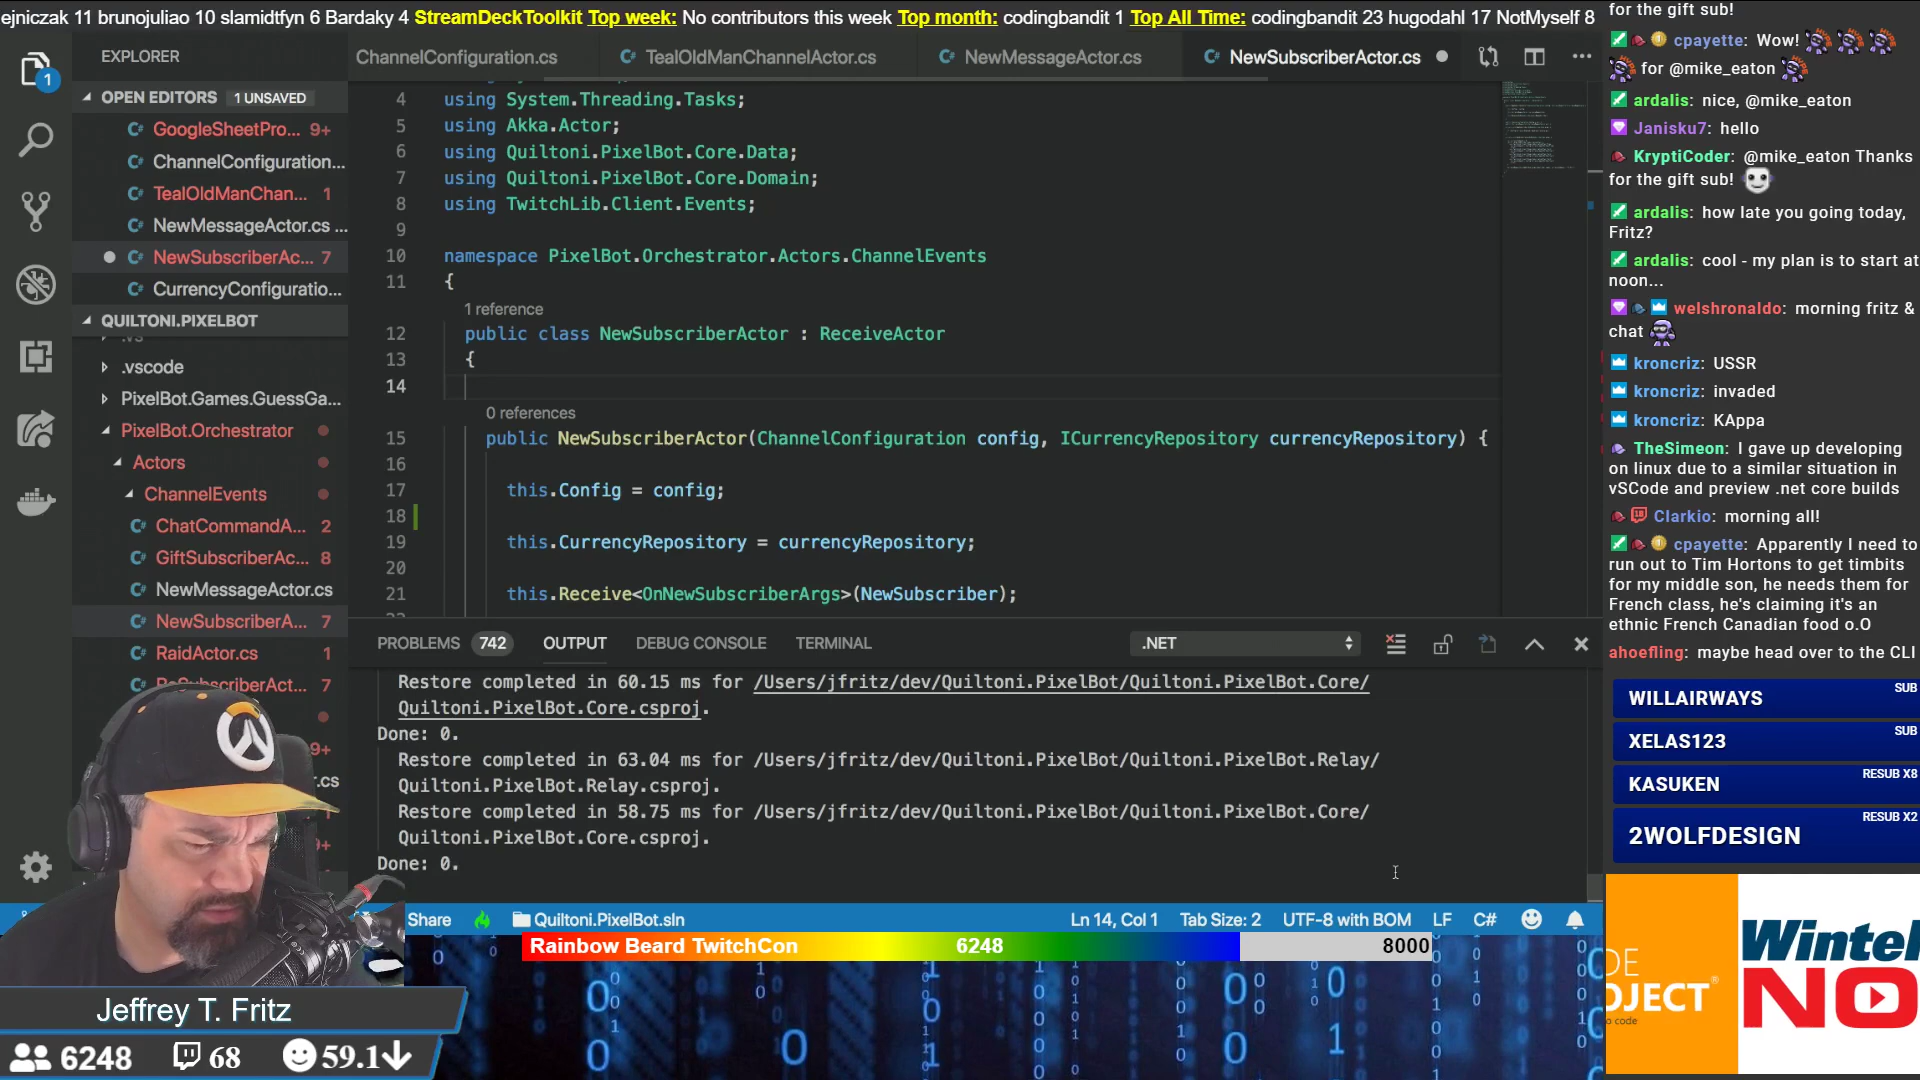 ejniczak 11 brunojuliao 10 slamidtfyn 6 Bardaky 4 StreamDeckToolkit Top week: No contributors this week Top month: codingbandit 1 Top All Time: codingbandit 23 hugodahl 17 NotMyself 8
EXPLORER
OPEN EDITORS 1 UNSAVED
GoogleSheetPro... 9+
ChannelConfiguration...
TealOldManChan... 1
NewMessageActor.cs ...
NewSubscriberAc... 7
CurrencyConfiguratio...
QUILTONI.PIXELBOT
.vs
.vscode
PixelBot.Games.GuessGa...
PixelBot.Orchestrator
Actors
ChannelEvents
ChatCommandA... 2
GiftSubscriberAc... 8
NewMessageActor.cs
NewSubscriberA... 7
RaidActor.cs 1
ReSubscriberAct... 7
ChannelConfiguration.cs
TealOldManChannelActor.cs
NewMessageActor.cs
NewSubscriberActor.cs
4 using System.Threading.Tasks;
5 using Akka.Actor;
6 using Quiltoni.PixelBot.Core.Data;
7 using Quiltoni.PixelBot.Core.Domain;
8 using TwitchLib.Client.Events;
9
10 namespace PixelBot.Orchestrator.Actors.ChannelEvents
11 {
1 reference
12 public class NewSubscriberActor : ReceiveActor
13 {
14
0 references
15 public NewSubscriberActor(ChannelConfiguration config, ICurrencyRepository currencyRepository) {
16
17 this.Config = config;
18
19 this.CurrencyRepository = currencyRepository;
20
21 this.Receive<OnNewSubscriberArgs>(NewSubscriber);
PROBLEMS 742 OUTPUT DEBUG CONSOLE TERMINAL .NET
Restore completed in 60.15 ms for /Users/jfritz/dev/Quiltoni.PixelBot/Quiltoni.PixelBot.Core/
Quiltoni.PixelBot.Core.csproj.
Done: 0.
Restore completed in 63.04 ms for /Users/jfritz/dev/Quiltoni.PixelBot/Quiltoni.PixelBot.Relay/
Quiltoni.PixelBot.Relay.csproj.
Restore completed in 58.75 ms for /Users/jfritz/dev/Quiltoni.PixelBot/Quiltoni.PixelBot.Core/
Quiltoni.PixelBot.Core.csproj.
Done: 0.
Share Quiltoni.PixelBot.sln Ln 14, Col 1 Tab Size: 2 UTF-8 with BOM LF C#
Rainbow Beard TwitchCon 6248 8000
Jeffrey T. Fritz
6248 68 59.1
for the gift sub!
cpayette: Wow!
for @mike_eaton
ardalis: nice, @mike_eaton
Janisku7: hello
KryptiCoder: @mike_eaton Thanks
for the gift sub!
ardalis: how late you going today,
Fritz?
ardalis: cool - my plan is to start at
noon...
welshronaldo: morning fritz &
chat
kroncriz: USSR
kroncriz: invaded
kroncriz: KAppa
TheSimeon: I gave up developing
on linux due to a similar situation in
vSCode and preview .net core builds
Clarkio: morning all!
cpayette: Apparently I need to
run out to Tim Hortons to get timbits
for my middle son, he needs them for
French class, he's claiming it's an
ethnic French Canadian food o.O
ahoefling: maybe head over to the CLI
WILLAIRWAYS SUB
XELAS123 SUB
KASUKEN RESUB X8
2WOLFDESIGN RESUB X2
DE
OJECT
Wintel
NO